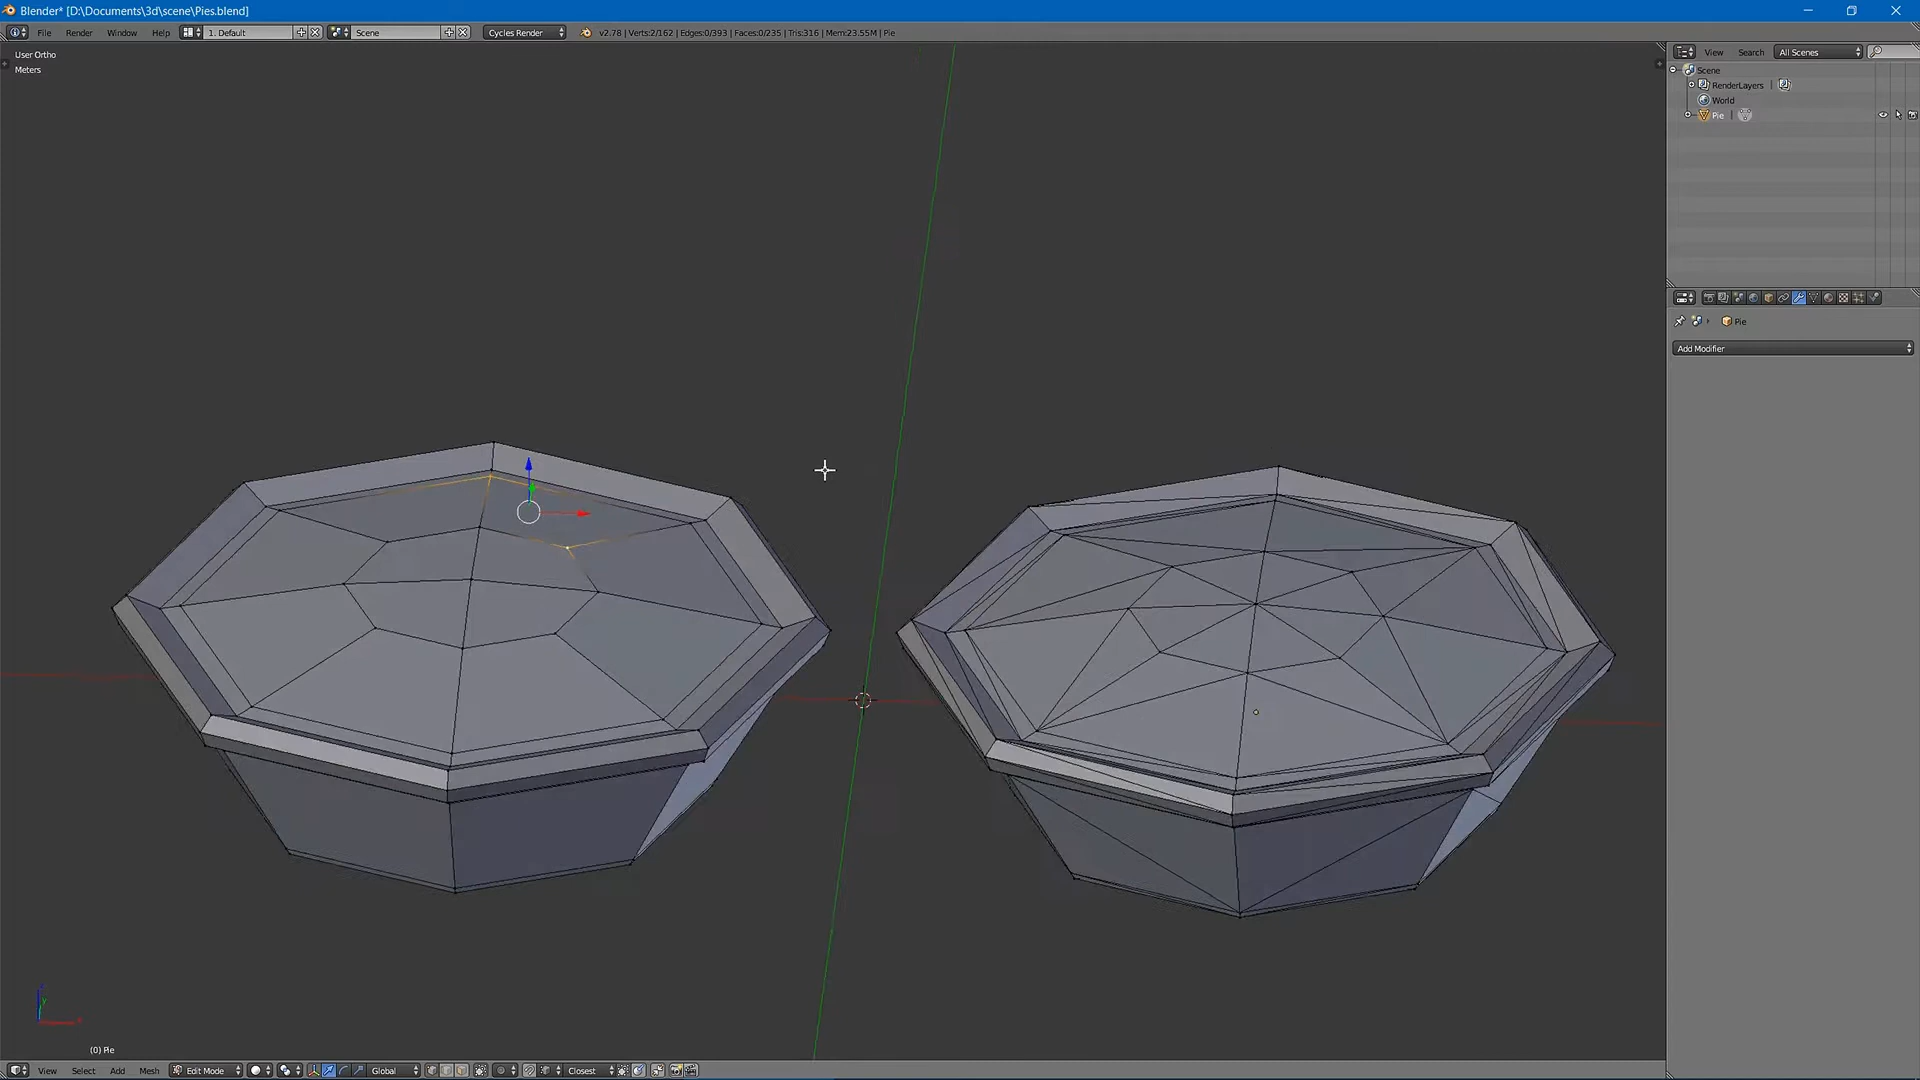 Blender* [D:\Documents\3d\scene\Pies.blend]
File Render Window Help 1. Default Scene Cycles Render v2.78 | Verts:2/162 | Edges:0/393 | Faces:0/235 | Tris:316 | Mem:23.55M | Pie
User Ortho
Meters
View Search All Scenes
Scene
RenderLayers
World
Pie
Pie
Add Modifier
(0) Pie
View Select Add Mesh Edit Mode Global Closest